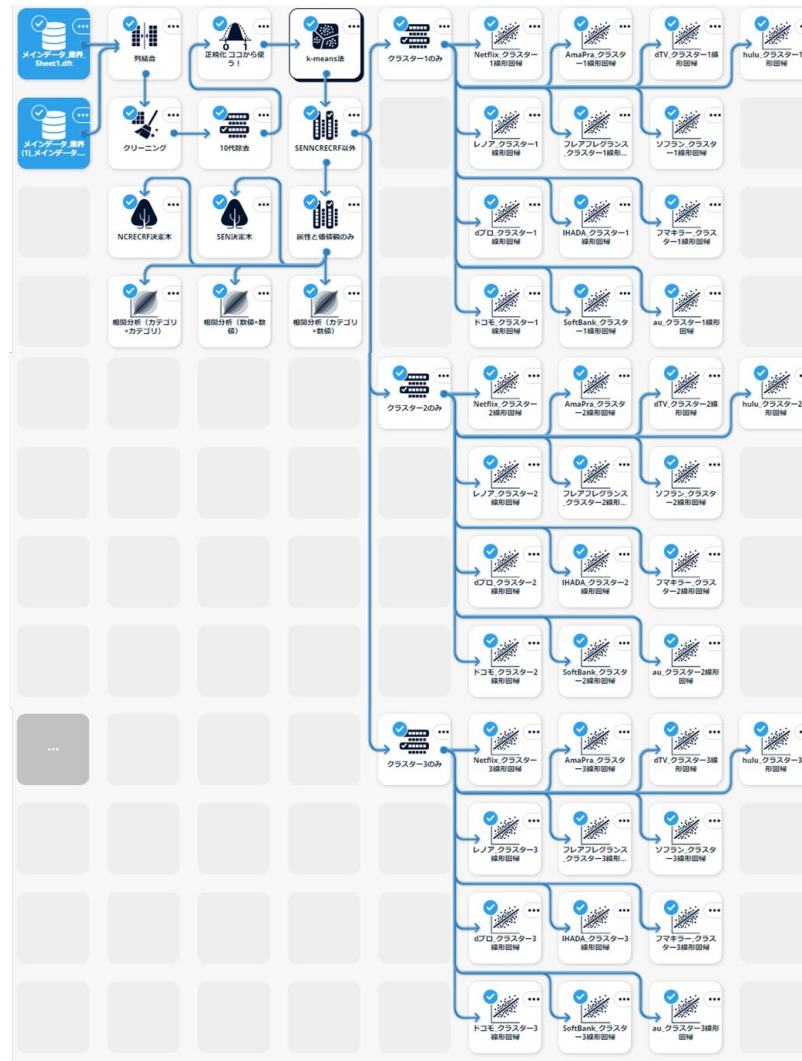 メインデータ_業界_
Sheet1.dft
列結合
正規化 ココから使
う！
k-means法
クラスター1のみ
Netflix_クラスター
1線形回帰
AmaPra_クラスタ
ー1線形回帰
dTV_クラスター1線
形回帰
hulu_クラスター1
形回帰
メインデータ_業界
(1)_メインデータ....
クリーニング
10代除去
SENNCRECRF以外
レノア_クラスター1
線形回帰
フレアフレグランス
_クラスター1線形...
ソフラン_クラスタ
ー1線形回帰
NCRECRF決定木
SEN決定木
属性と価値観のみ
dプロ_クラスター1
線形回帰
IHADA_クラスター1
線形回帰
フマキラー_クラス
ター1線形回帰
相関分析（カテゴリ
×カテゴリ）
相関分析（数値×数
値）
相関分析（カテゴリ
×数値）
ドコモ_クラスター1
線形回帰
SoftBank_クラスタ
ー1線形回帰
au_クラスター1線形
回帰
クラスター2のみ
Netflix_クラスター
2線形回帰
AmaPra_クラスタ
ー2線形回帰
dTV_クラスター2線
形回帰
hulu_クラスター2
形回帰
レノア_クラスター2
線形回帰
フレアフレグランス
_クラスター2線形...
ソフラン_クラスタ
ー2線形回帰
dプロ_クラスター2
線形回帰
IHADA_クラスター2
線形回帰
フマキラー_クラス
ター2線形回帰
ドコモ_クラスター2
線形回帰
SoftBank_クラスタ
ー2線形回帰
au_クラスター2線形
回帰
クラスター3のみ
Netflix_クラスター
3線形回帰
AmaPra_クラスタ
ー3線形回帰
dTV_クラスター3線
形回帰
hulu_クラスター3
形回帰
レノア_クラスター3
線形回帰
フレアフレグランス
_クラスター3線形...
ソフラン_クラスタ
ー3線形回帰
dプロ_クラスター3
線形回帰
IHADA_クラスター3
線形回帰
フマキラー_クラス
ター3線形回帰
ドコモ_クラスター3
線形回帰
SoftBank_クラスタ
ー3線形回帰
au_クラスター3線形
回帰